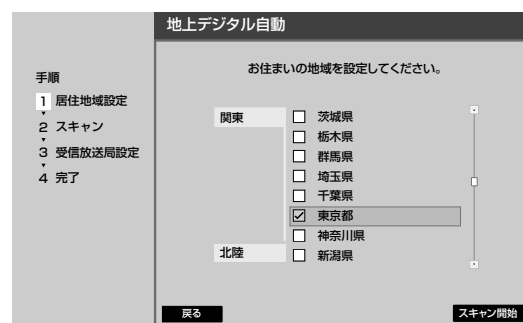 地上デジタル自動
お住まいの地域を設定してください。
手順
1 居住地域設定
2 スキャン
3 受信放送局設定
4 完了
関東
茨城県
栃木県
群馬県
埼玉県
千葉県
東京都
神奈川県
北陸
新潟県
戻る
スキャン開始